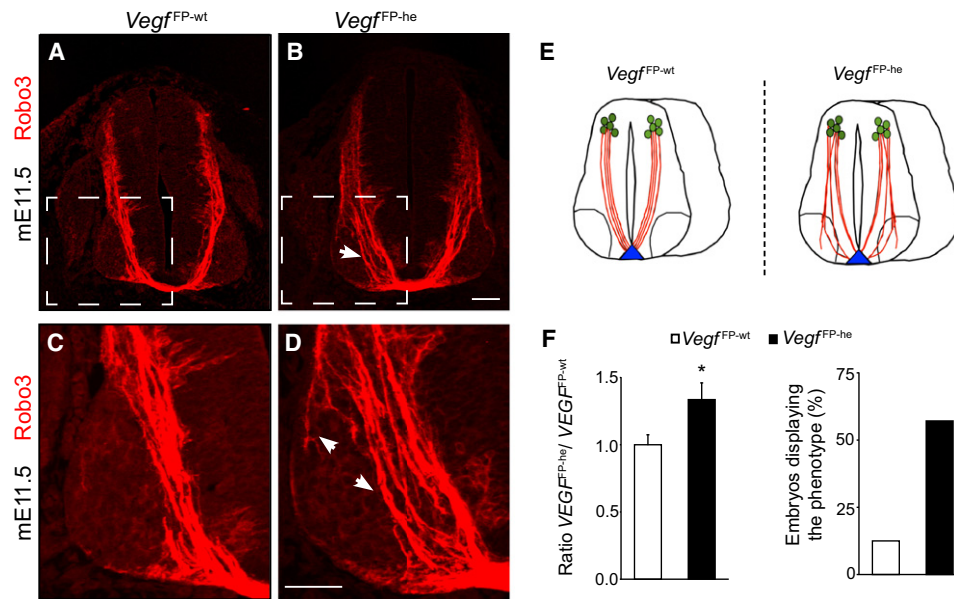 Vegf FP-wt
Vegf FP-he
A
B
mE11.5 Robo3
C
D
mE11.5 Robo3
E
Vegf FP-wt
Vegf FP-he
F
Vegf FP-wt
Vegf FP-he
Ratio VEGF FP-he/ VEGF FP-wt
1.5
1.0
0.5
0.0
*
Embryos displaying
the phenotype (%)
75
50
25
0